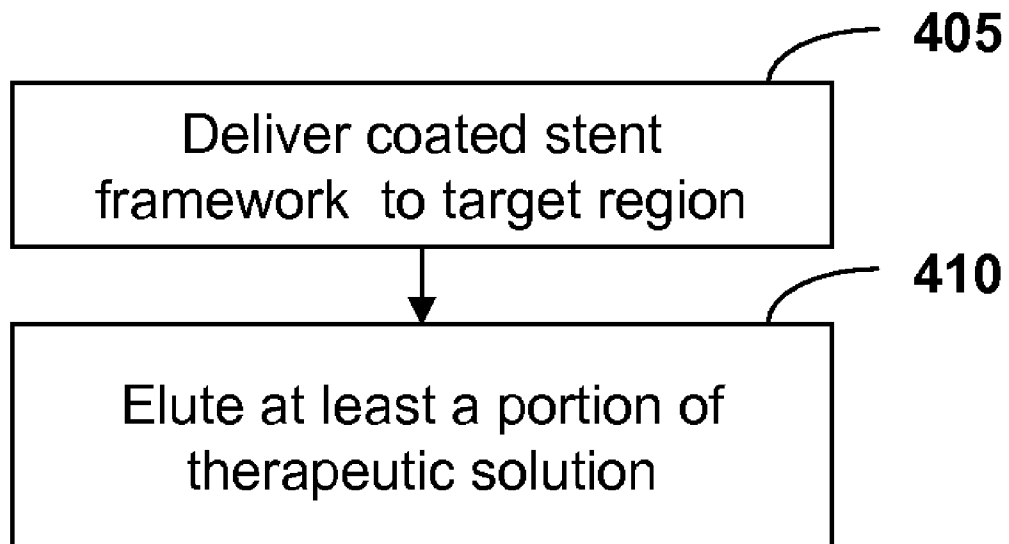 405
Deliver coated stent
framework to target region
410
Elute at least a portion of
therapeutic solution